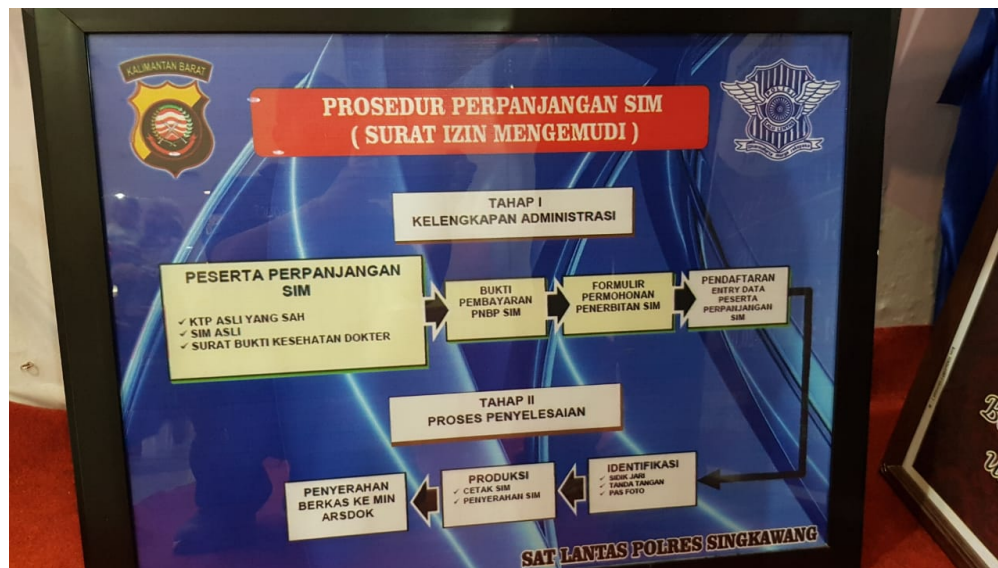 KALIMANTAN BARAT
PROSEDUR PERPANJANGAN SIM
( SURAT IZIN MENGEMUDI )
TAHAP I
KELENGKAPAN ADMINISTRASI
PESERTA PERPANJANGAN
SIM
✓ KTP ASLI YANG SAH
✓ SIM ASLI
✓ SURAT BUKTI KESEHATAN DOKTER
BUKTI
PEMBAYARAN
PNBP SIM
FORMULIR
PERMOHONAN
PENERBITAN SIM
PENDAFTARAN
ENTRY DATA
PESERTA
PERPANJANGAN
SIM
TAHAP II
PROSES PENYELESAIAN
IDENTIFIKASI
✓ SIDIK JARI
✓ TANDA TANGAN
✓ PAS FOTO
PRODUKSI
✓ CETAK SIM
✓ PENYERAHAN SIM
PENYERAHAN
BERKAS KE MIN
ARSDOK
SAT LANTAS POLRES SINGKAWANG